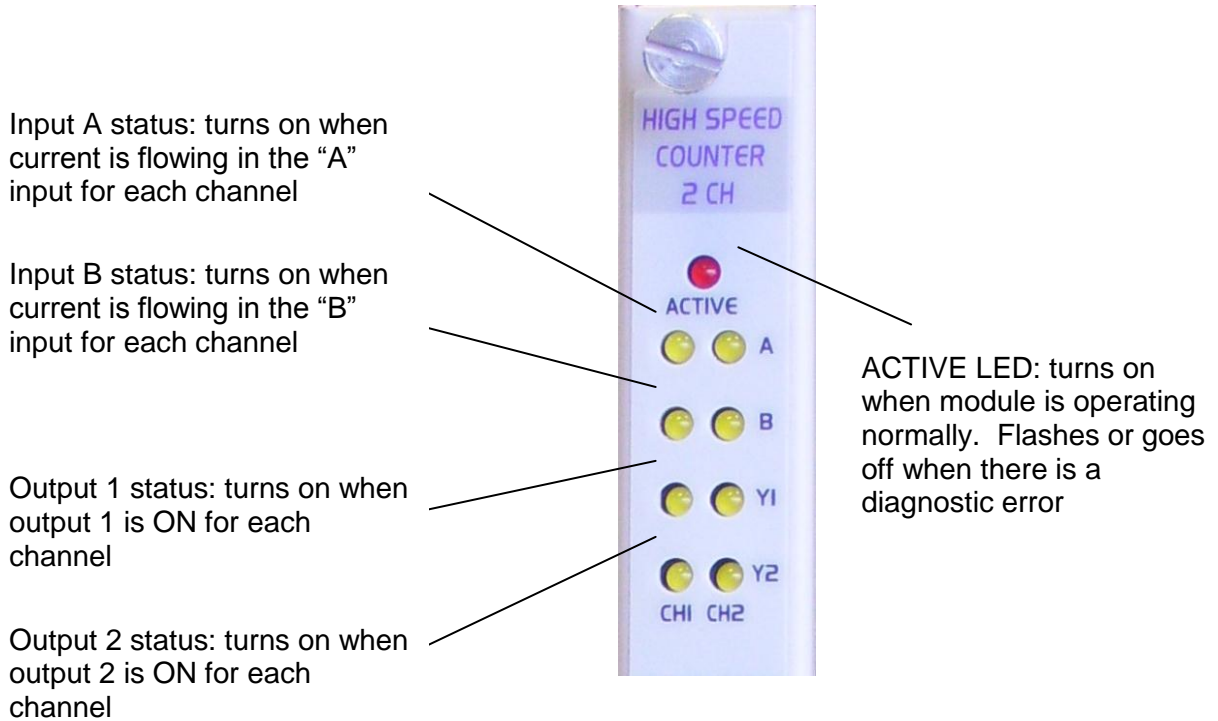 Input A status: turns on when
current is flowing in the “A”
input for each channel
Input B status: turns on when
current is flowing in the “B”
input for each channel
Output 1 status: turns on when
output 1 is ON for each
channel
Output 2 status: turns on when
output 2 is ON for each
channel
HIGH SPEED
COUNTER
2 CH
ACTIVE
A
B
Y1
Y2
CH1 CH2
ACTIVE LED: turns on
when module is operating
normally. Flashes or goes
off when there is a
diagnostic error